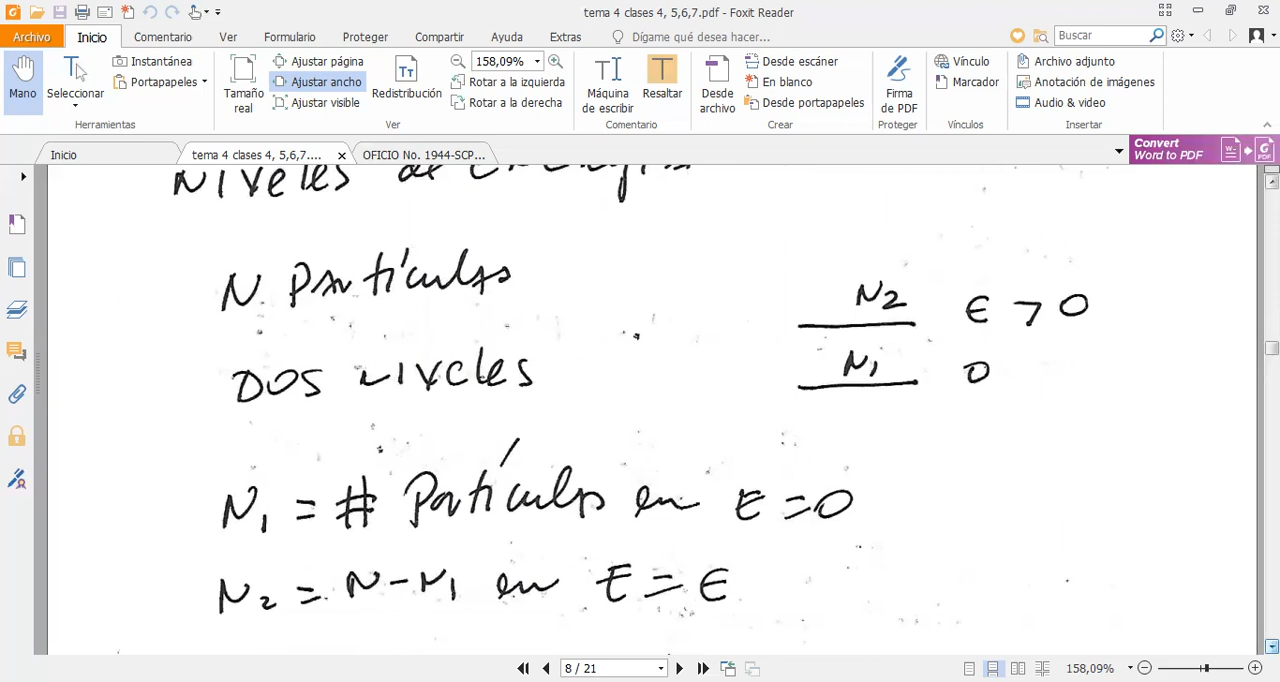 tema 4 clases 4, 5,6,7.pdf - Foxit Reader
Archivo Inicio Comentario Ver Formulario Proteger Compartir Ayuda Extras Dígame qué desea hacer... Buscar
Mano
Seleccionar
Instantánea
Portapapeles
Herramientas
Tamaño real
Ajustar página
Ajustar ancho
Ajustar visible
Redistribución
158,09%
Rotar a la izquierda
Rotar a la derecha
Ver
Máquina de escribir
Resaltar
Comentario
Desde archivo
Desde escáner
En blanco
Desde portapapeles
Crear
Firma de PDF
Proteger
Vínculo
Marcador
Vínculos
Archivo adjunto
Anotación de imágenes
Audio & video
Insertar
Inicio tema 4 clases 4, 5,6,7.... OFICIO No. 1944-SCP...
Convert
Word to PDF
Niveles de energía
N partículas
N2 ϵ > 0
Dos niveles
N1 0
N1 = # Partículas en E = 0
N2 = N - N1 en E = ϵ
8 / 21 158,09%